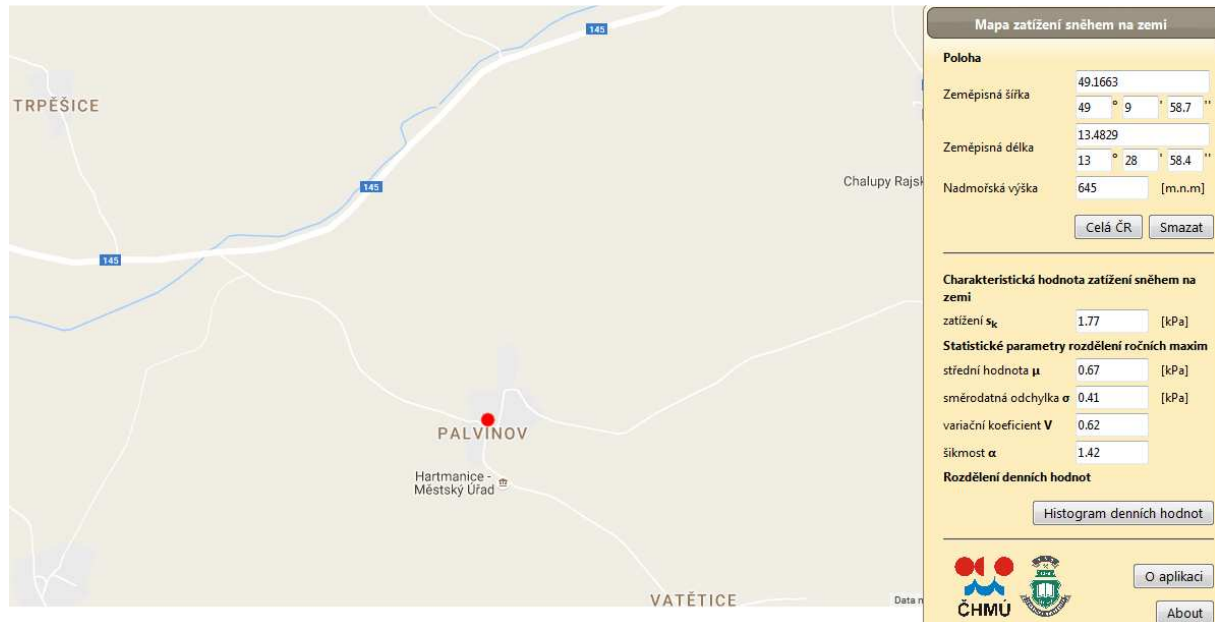 145
TRPĚŠICE
145
Chalupy Rajsk
145
PALVINOV
Hartmanice -
Městský Úřad
VATĚTICE
Data n
Mapa zatížení sněhem na zemi
Poloha
Zeměpisná šířka
49.1663
49 ° 9 ' 58.7 ''
Zeměpisná délka
13.4829
13 ° 28 ' 58.4 ''
Nadmořská výška 645 [m.n.m]
Celá ČR Smazat
Charakteristická hodnota zatížení sněhem na
zemi
zatížení sk 1.77 [kPa]
Statistické parametry rozdělení ročních maxim
střední hodnota μ 0.67 [kPa]
směrodatná odchylka σ 0.41 [kPa]
variační koeficient V 0.62
šikmost α 1.42
Rozdělení denních hodnot
Histogram denních hodnot
ČHMÚ
O aplikaci
About